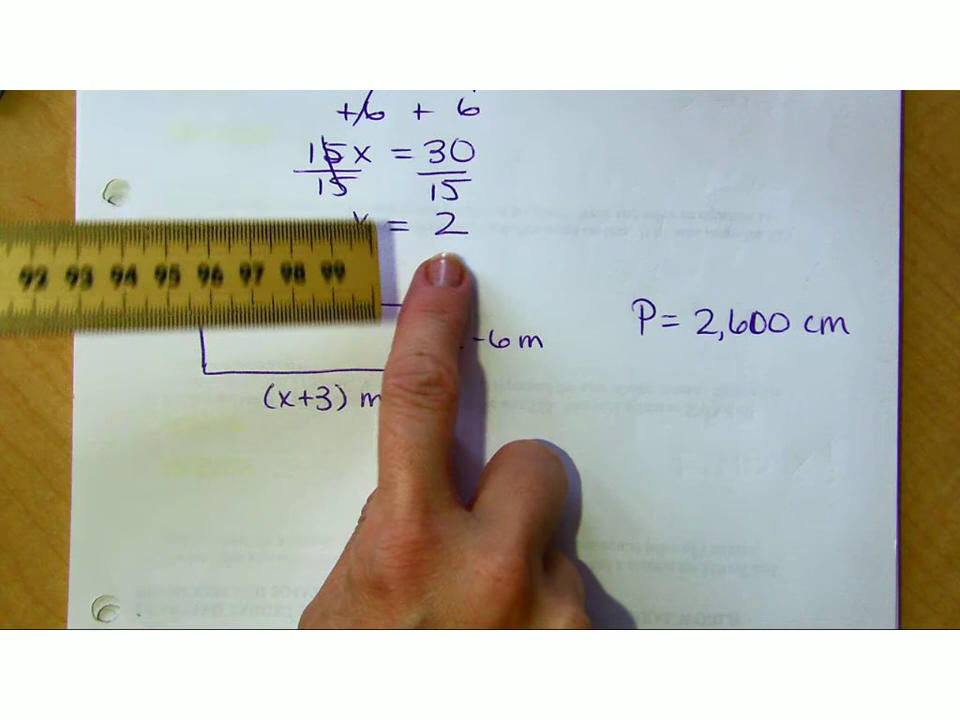 +6 + 6
15x = 30
15 15
x = 2
92 93 94 95 96 97 98 99
-6 m
P = 2,600 cm
(x+3) m